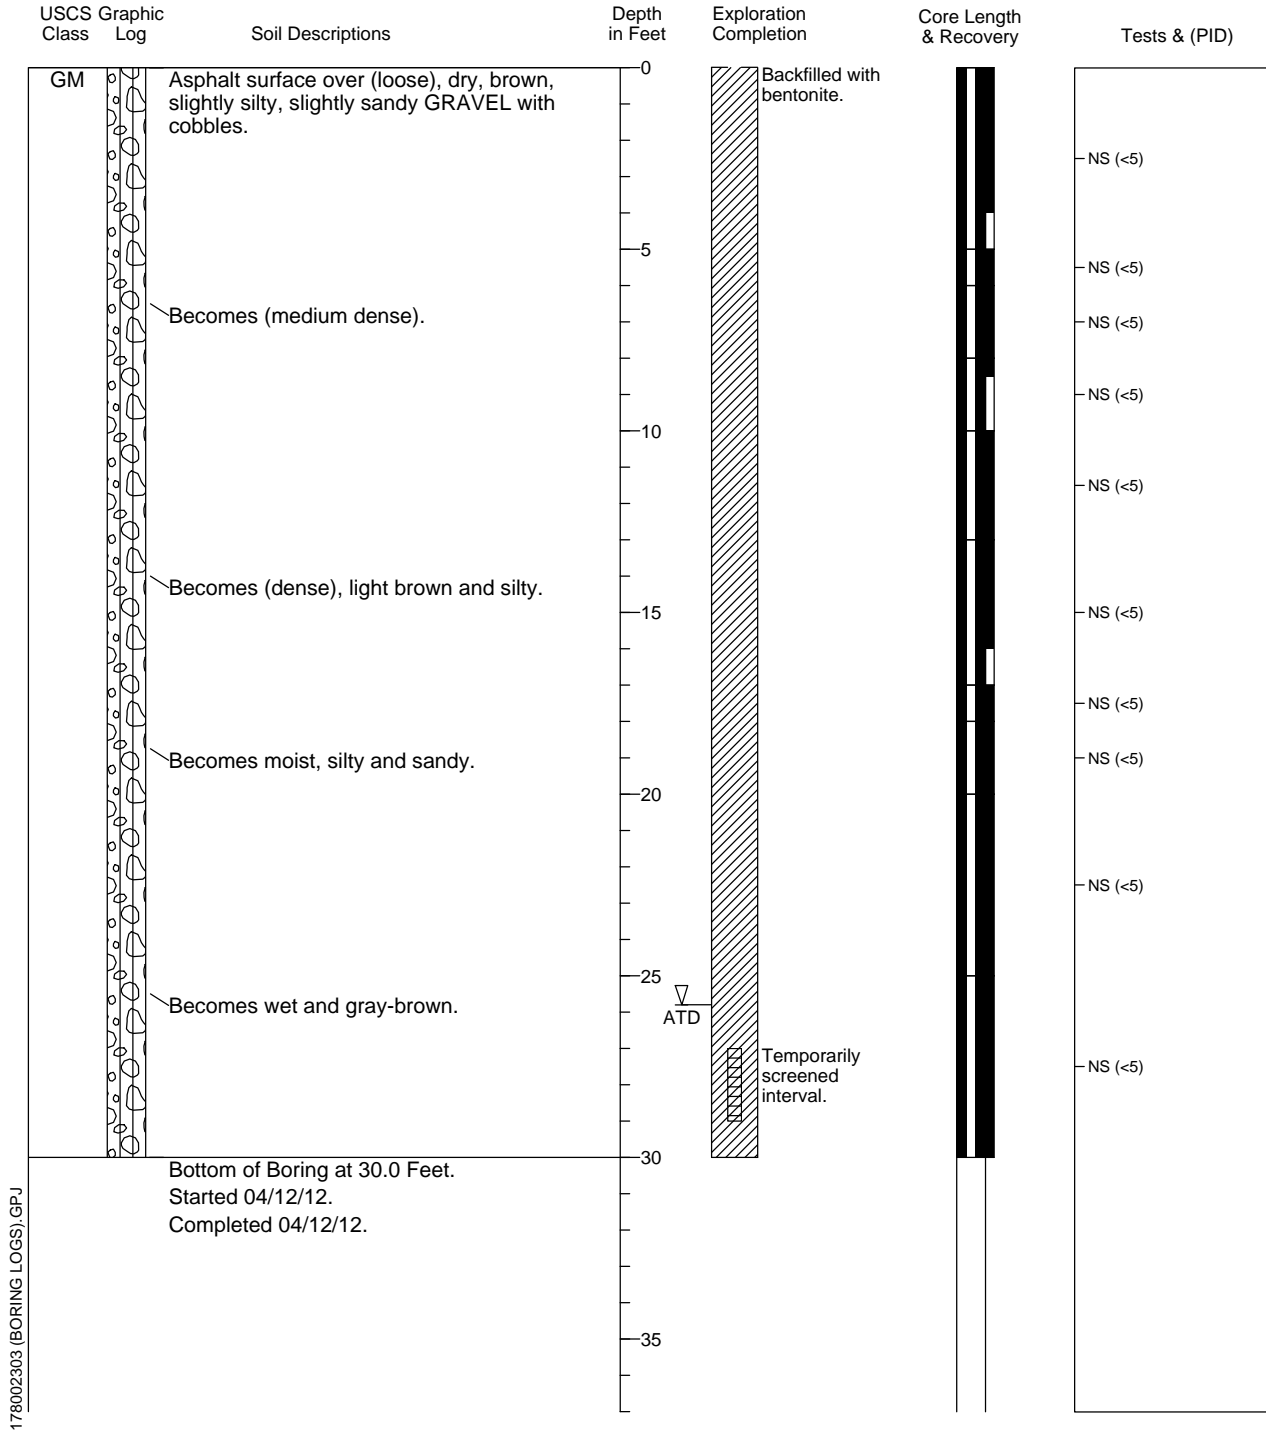 USCS Graphic
Class Log
Soil Descriptions
Depth
in Feet
Exploration
Completion
Core Length
& Recovery
Tests & (PID)
GM
Asphalt surface over (loose), dry, brown,
slightly silty, slightly sandy GRAVEL with
cobbles.
0
Backfilled with
bentonite.
NS (<5)
5
NS (<5)
Becomes (medium dense).
NS (<5)
NS (<5)
10
NS (<5)
Becomes (dense), light brown and silty.
15
NS (<5)
NS (<5)
Becomes moist, silty and sandy.
NS (<5)
20
NS (<5)
25
Becomes wet and gray-brown.
ATD
Temporarily
screened
interval.
NS (<5)
30
Bottom of Boring at 30.0 Feet.
Started 04/12/12.
Completed 04/12/12.
35
178002303 (BORING LOGS).GPJ